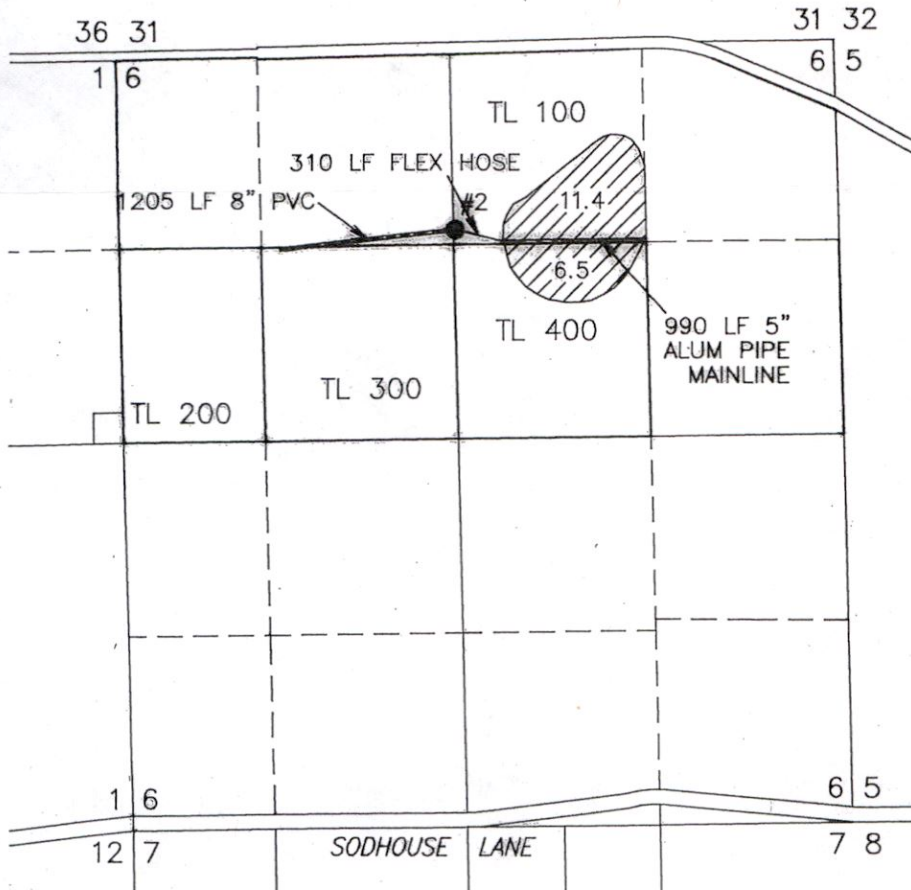 36 31
31 32
1 6
6 5
TL 100
310 LF FLEX HOSE
1205 LF 8" PVC
#2
11.4
6.5
TL 400
990 LF 5"
ALUM PIPE
MAINLINE
TL 300
TL 200
1 6
6 5
12 7
SODHOUSE LANE
7 8